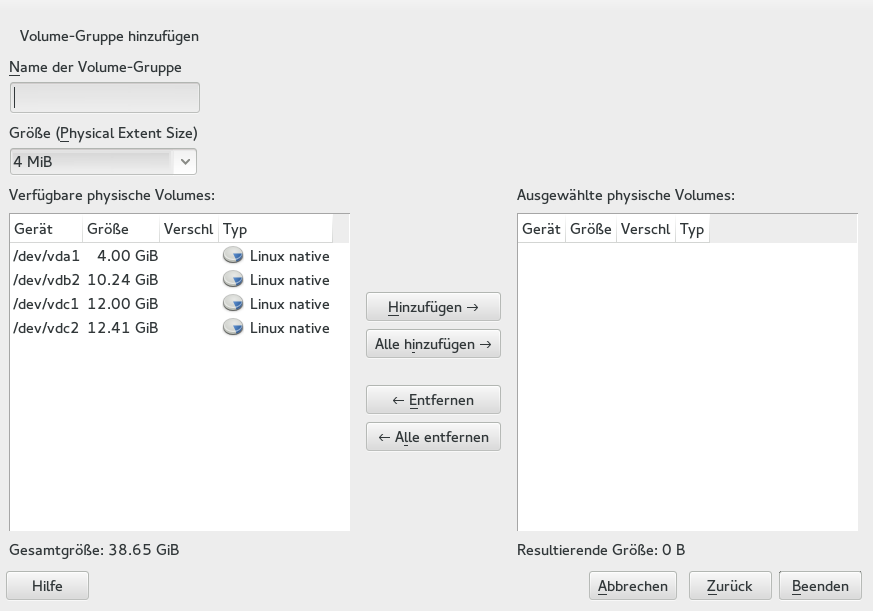 Volume-Gruppe hinzufügen
Name der Volume-Gruppe
Größe (Physical Extent Size)
4 MiB
Verfügbare physische Volumes:
Gerät Größe Verschl Typ
/dev/vda1 4.00 GiB Linux native
/dev/vdb2 10.24 GiB Linux native
/dev/vdc1 12.00 GiB Linux native
/dev/vdc2 12.41 GiB Linux native
Gesamtgröße: 38.65 GiB
Hinzufügen →
Alle hinzufügen →
← Entfernen
← Alle entfernen
Ausgewählte physische Volumes:
Gerät Größe Verschl Typ
Resultierende Größe: 0 B
Hilfe Abbrechen Zurück Beenden